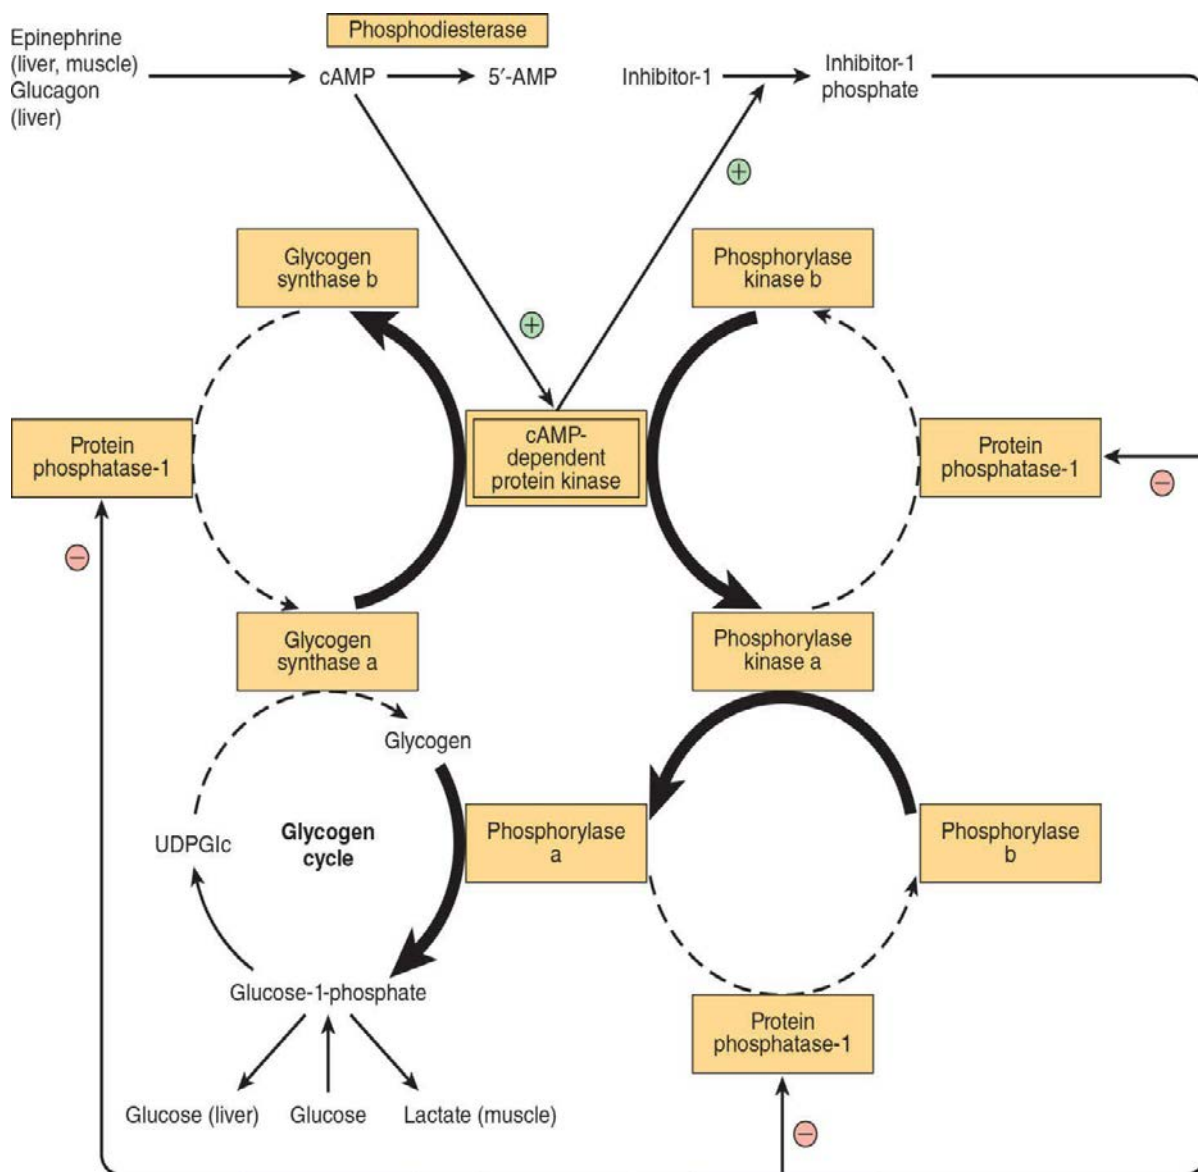 Phosphodiesterase
Epinephrine
(liver, muscle)
Glucagon
(liver)
cAMP
5′-AMP
Inhibitor-1
Inhibitor-1
phosphate
+
Glycogen
synthase b
Phosphorylase
kinase b
+
Protein
phosphatase-1
cAMP-
dependent
protein kinase
Protein
phosphatase-1
−
−
Glycogen
synthase a
Phosphorylase
kinase a
Glycogen
UDPGlc
Glycogen
cycle
Phosphorylase
a
Phosphorylase
b
Glucose-1-phosphate
Protein
phosphatase-1
Glucose (liver)
Glucose
Lactate (muscle)
−